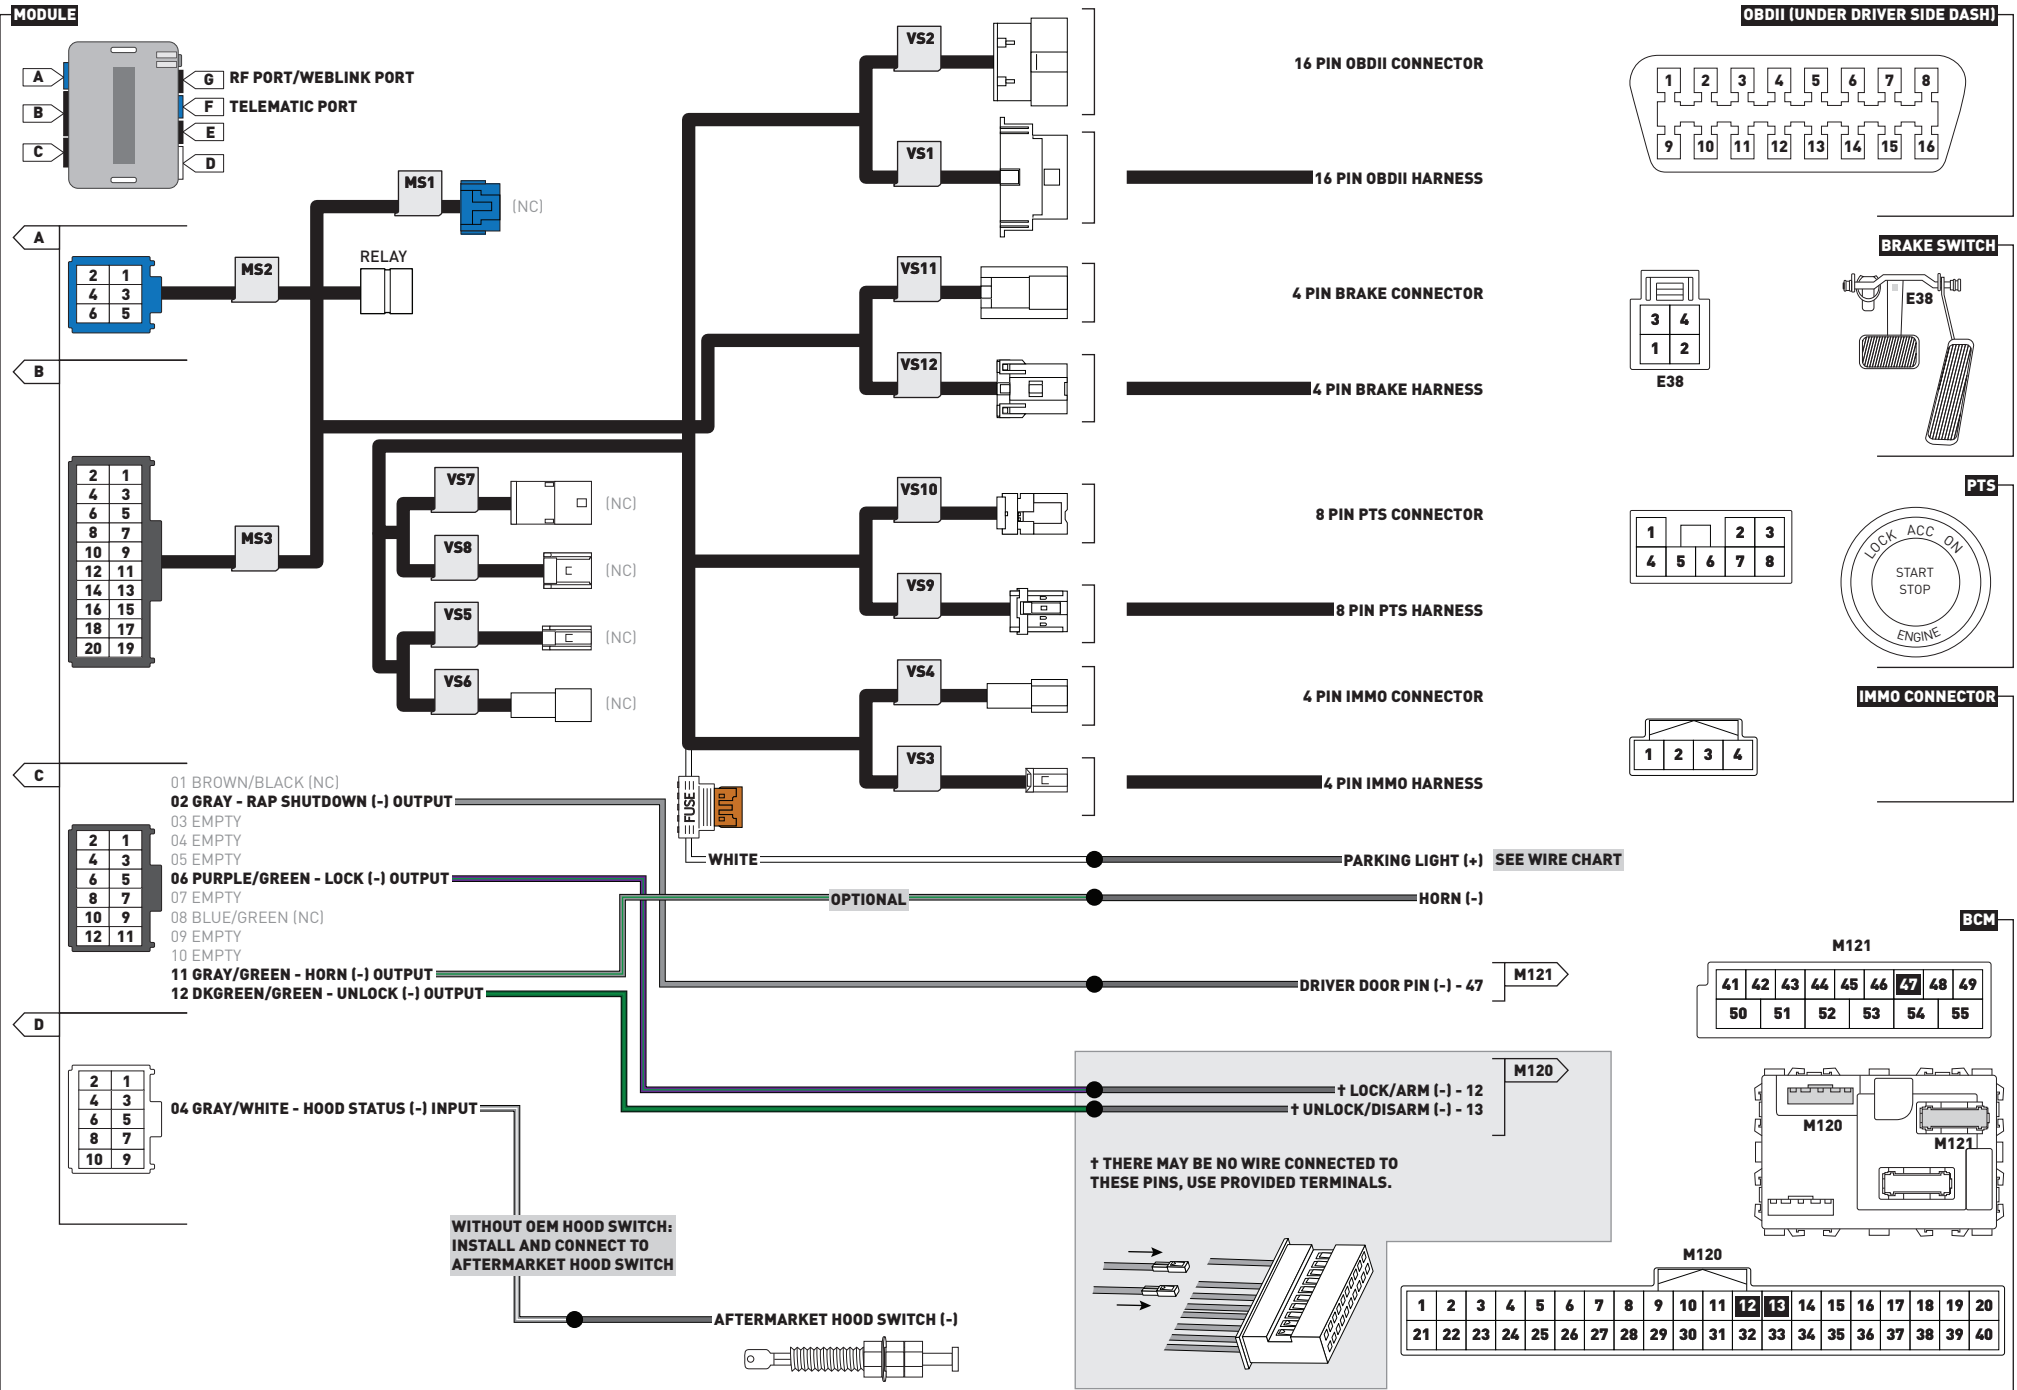 MODULE
A
B
C
G RF PORT/WEBLINK PORT
F TELEMATIC PORT
E
D
MS1
(NC)
A
2 1
4 3
6 5
MS2
RELAY
B
2 1
4 3
6 5
8 7
10 9
12 11
14 13
16 15
18 17
20 19
MS3
VS7
(NC)
VS8
(NC)
VS5
(NC)
VS6
(NC)
VS2
16 PIN OBDII CONNECTOR
VS1
16 PIN OBDII HARNESS
VS11
4 PIN BRAKE CONNECTOR
VS12
4 PIN BRAKE HARNESS
VS10
8 PIN PTS CONNECTOR
VS9
8 PIN PTS HARNESS
VS4
4 PIN IMMO CONNECTOR
VS3
4 PIN IMMO HARNESS
OBDII (UNDER DRIVER SIDE DASH)
1 2 3 4 5 6 7 8
9 10 11 12 13 14 15 16
BRAKE SWITCH
3 4
1 2
E38
E38
PTS
1 2 3
4 5 6 7 8
LOCK ACC ON
START
STOP
ENGINE
IMMO CONNECTOR
1 2 3 4
C
2 1
4 3
6 5
8 7
10 9
12 11
01 BROWN/BLACK (NC)
02 GRAY - RAP SHUTDOWN (-) OUTPUT
03 EMPTY
04 EMPTY
05 EMPTY
06 PURPLE/GREEN - LOCK (-) OUTPUT
07 EMPTY
08 BLUE/GREEN (NC)
09 EMPTY
10 EMPTY
11 GRAY/GREEN - HORN (-) OUTPUT
12 DKGREEN/GREEN - UNLOCK (-) OUTPUT
FUSE
WHITE
PARKING LIGHT (+) SEE WIRE CHART
OPTIONAL
HORN (-)
DRIVER DOOR PIN (-) - 47
M121
D
2 1
4 3
6 5
8 7
10 9
04 GRAY/WHITE - HOOD STATUS (-) INPUT
M120
† LOCK/ARM (-) - 12
† UNLOCK/DISARM (-) - 13
† THERE MAY BE NO WIRE CONNECTED TO
THESE PINS, USE PROVIDED TERMINALS.
WITHOUT OEM HOOD SWITCH:
INSTALL AND CONNECT TO
AFTERMARKET HOOD SWITCH
AFTERMARKET HOOD SWITCH (-)
BCM
M121
41 42 43 44 45 46 47 48 49
50 51 52 53 54 55
M120
M121
M120
1 2 3 4 5 6 7 8 9 10 11 12 13 14 15 16 17 18 19 20
21 22 23 24 25 26 27 28 29 30 31 32 33 34 35 36 37 38 39 40